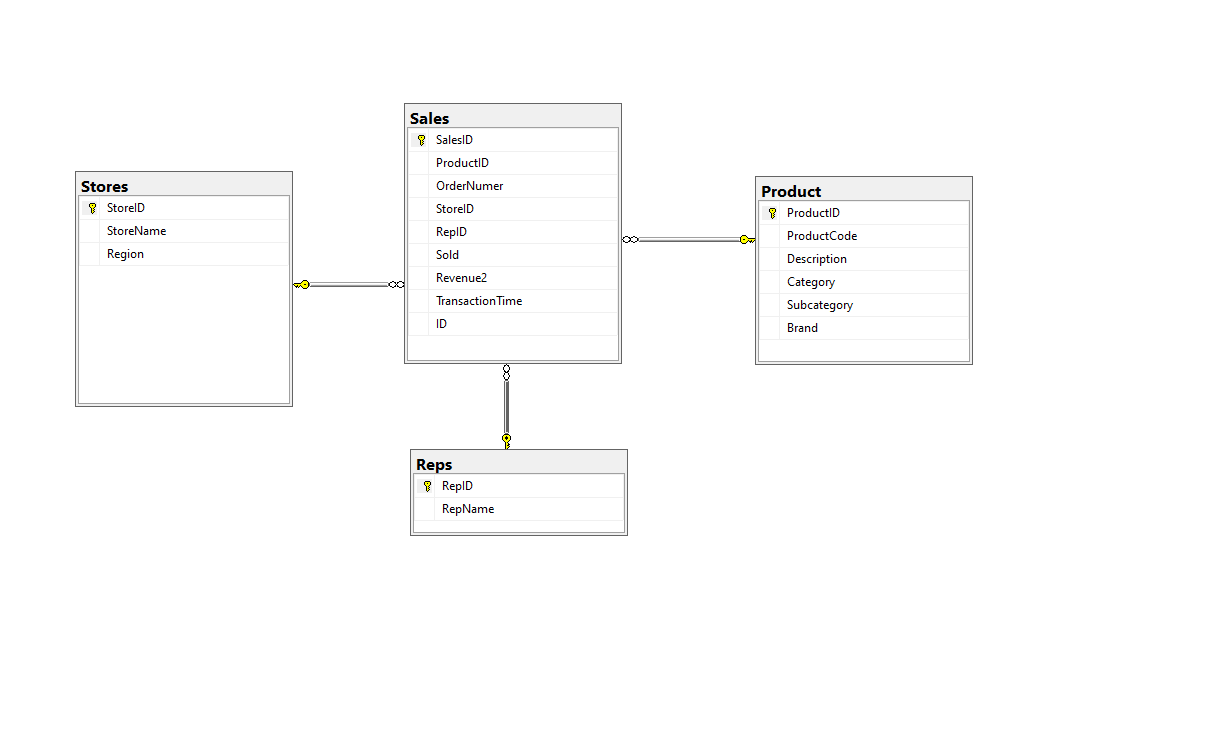 Stores
StoreID
StoreName
Region
Sales
SalesID
ProductID
OrderNumer
StoreID
RepID
Sold
Revenue2
TransactionTime
ID
Product
ProductID
ProductCode
Description
Category
Subcategory
Brand
Reps
RepID
RepName